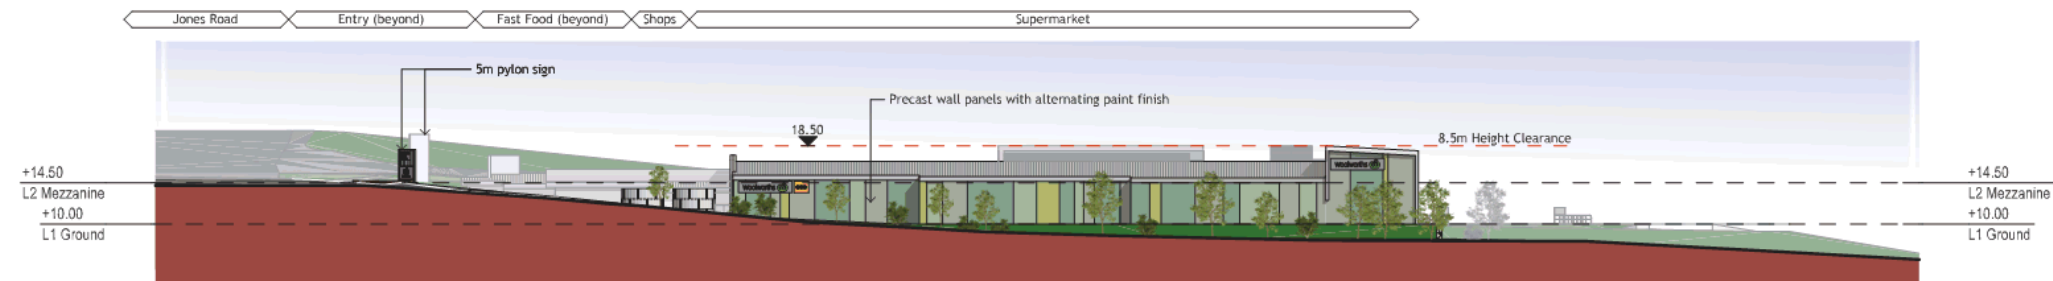 Jones Road
Entry (beyond)
Fast Food (beyond)
Shops
Supermarket
5m pylon sign
Precast wall panels with alternating paint finish
18.50
8.5m Height Clearance
woolworths
woolworths
+14.50
L2 Mezzanine
+10.00
L1 Ground
+14.50
L2 Mezzanine
+10.00
L1 Ground